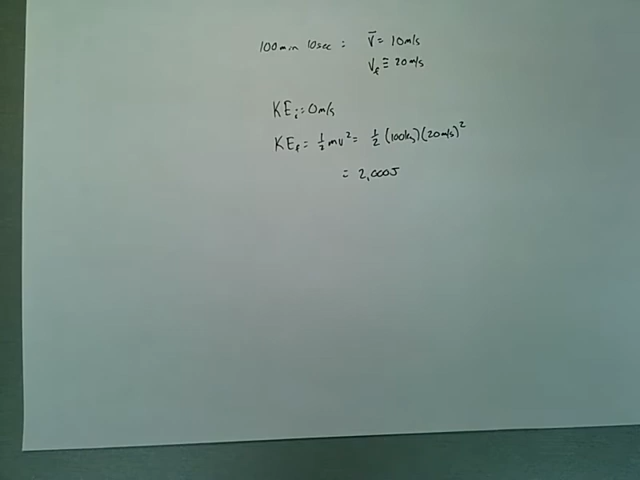 100m in 10sec : V̄ = 10m/s
V_f ≅ 20m/s
KE_i = 0m/s
KE_f = ½mv² = ½(100kg)(20m/s)²
= 2,000J